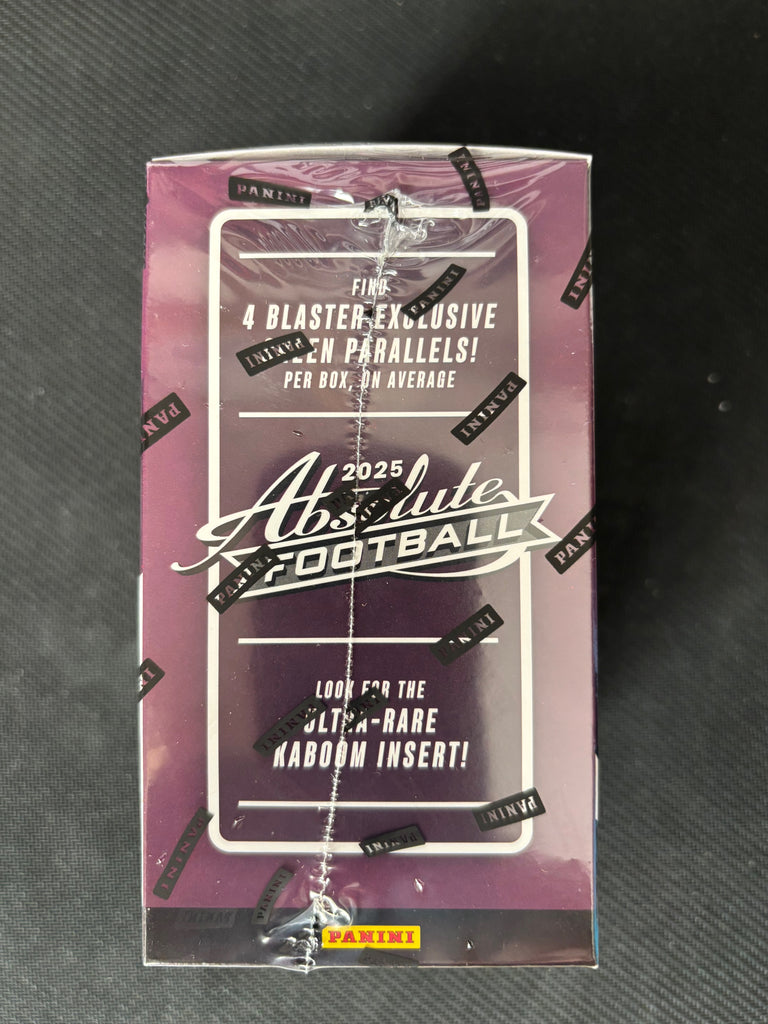 PANINI
FIND
4 BLASTER EXCLUSIVE
PARALLELS!
PER BOX, ON AVERAGE
2025
Absolute
FOOTBALL
LOOK FOR THE
ULTRA-RARE
KABOOM INSERT!
PANINI